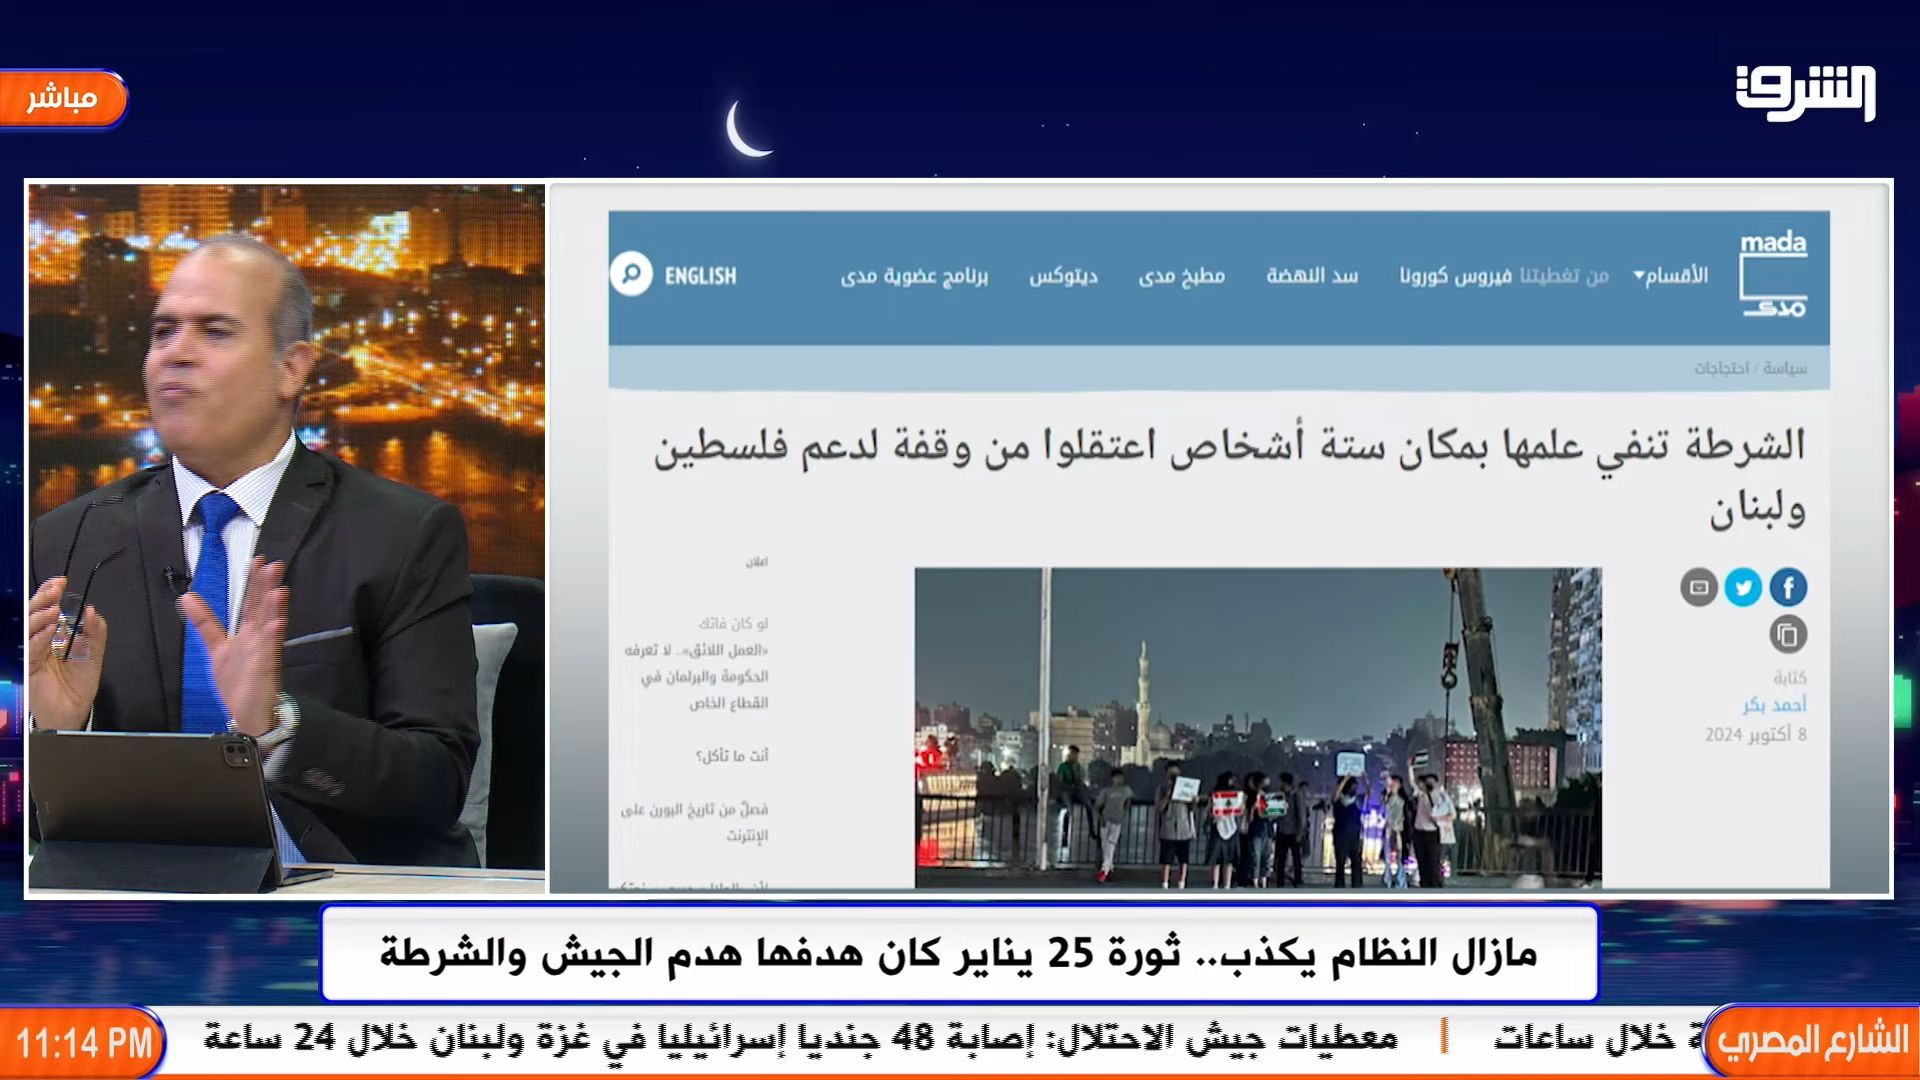 مباشر
الشرق
mada
مدى
الأقسام
من تغطيتنا فيروس كورونا
سد النهضة
مطبخ مدى
ديتوكس
برنامج عضوية مدى
ENGLISH
سياسة / احتجاجات
الشرطة تنفي علمها بمكان ستة أشخاص اعتقلوا من وقفة لدعم فلسطين
ولبنان
كتابة
أحمد بكر
8 أكتوبر 2024
اعلان
لو كان فاتك
«العمل اللائق».. لا تعرفه
الحكومة والبرلمان في
القطاع الخاص
أنت ما تأكل؟
فصلٌ من تاريخ البورن على
الإنترنت
مازال النظام يكذب.. ثورة 25 يناير كان هدفها هدم الجيش والشرطة
الشارع المصري
ة خلال ساعات | معطيات جيش الاحتلال: إصابة 48 جنديا إسرائيليا في غزة ولبنان خلال 24 ساعة
11:14 PM